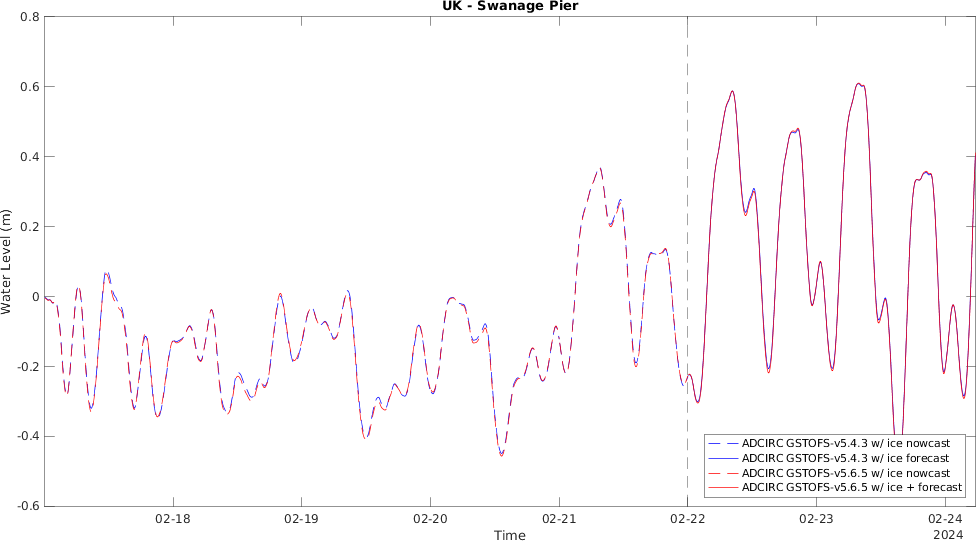 UK - Swanage Pier
0.8
0.6
0.4
0.2
0
-0.2
-0.4
-0.6
Water Level (m)
ADCIRC GSTOFS-v5.4.3 w/ ice nowcast
ADCIRC GSTOFS-v5.4.3 w/ ice forecast
ADCIRC GSTOFS-v5.6.5 w/ ice nowcast
ADCIRC GSTOFS-v5.6.5 w/ ice + forecast
02-18 02-19 02-20 02-21 02-22 02-23 02-24
Time
2024